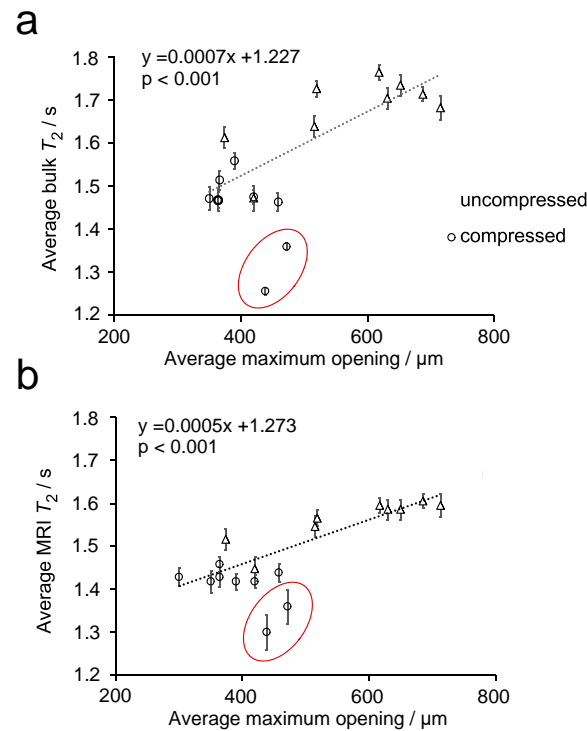 a
y =0.0007x +1.227
p < 0.001
1.8
1.7
1.6
1.5
1.4
1.3
1.2
Average bulk T2 / s
200
400
600
800
Average maximum opening / μm
uncompressed
compressed
b
y =0.0005x +1.273
p < 0.001
1.8
1.7
1.6
1.5
1.4
1.3
1.2
Average MRI T2 / s
200
400
600
800
Average maximum opening / μm